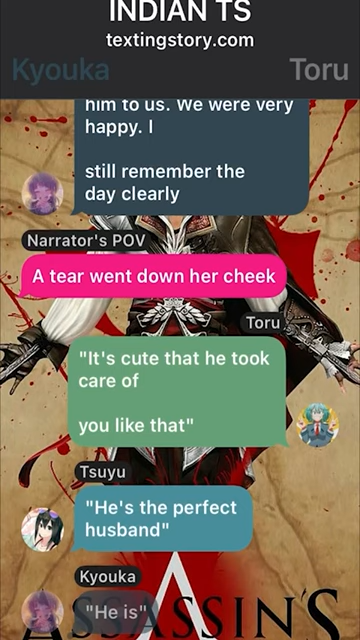 INDIAN TS
textingstory.com
Kyouka
Toru
him to us. We were very
happy. I
still remember the
day clearly
Narrator's POV
A tear went down her cheek
Toru
"It's cute that he took
care of
you like that"
Tsuyu
"He's the perfect
husband"
Kyouka
"He is"
ASSASSIN'S